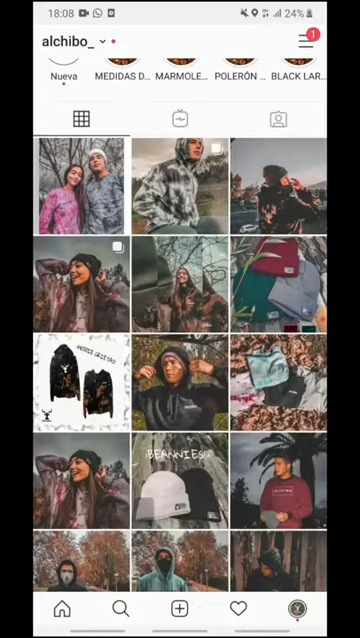 18:08
24%
alchibo_
1
Nueva
MEDIDAS D...
MARMOLE...
POLERÓN ...
BLACK LAR...
¡BEANNIES!